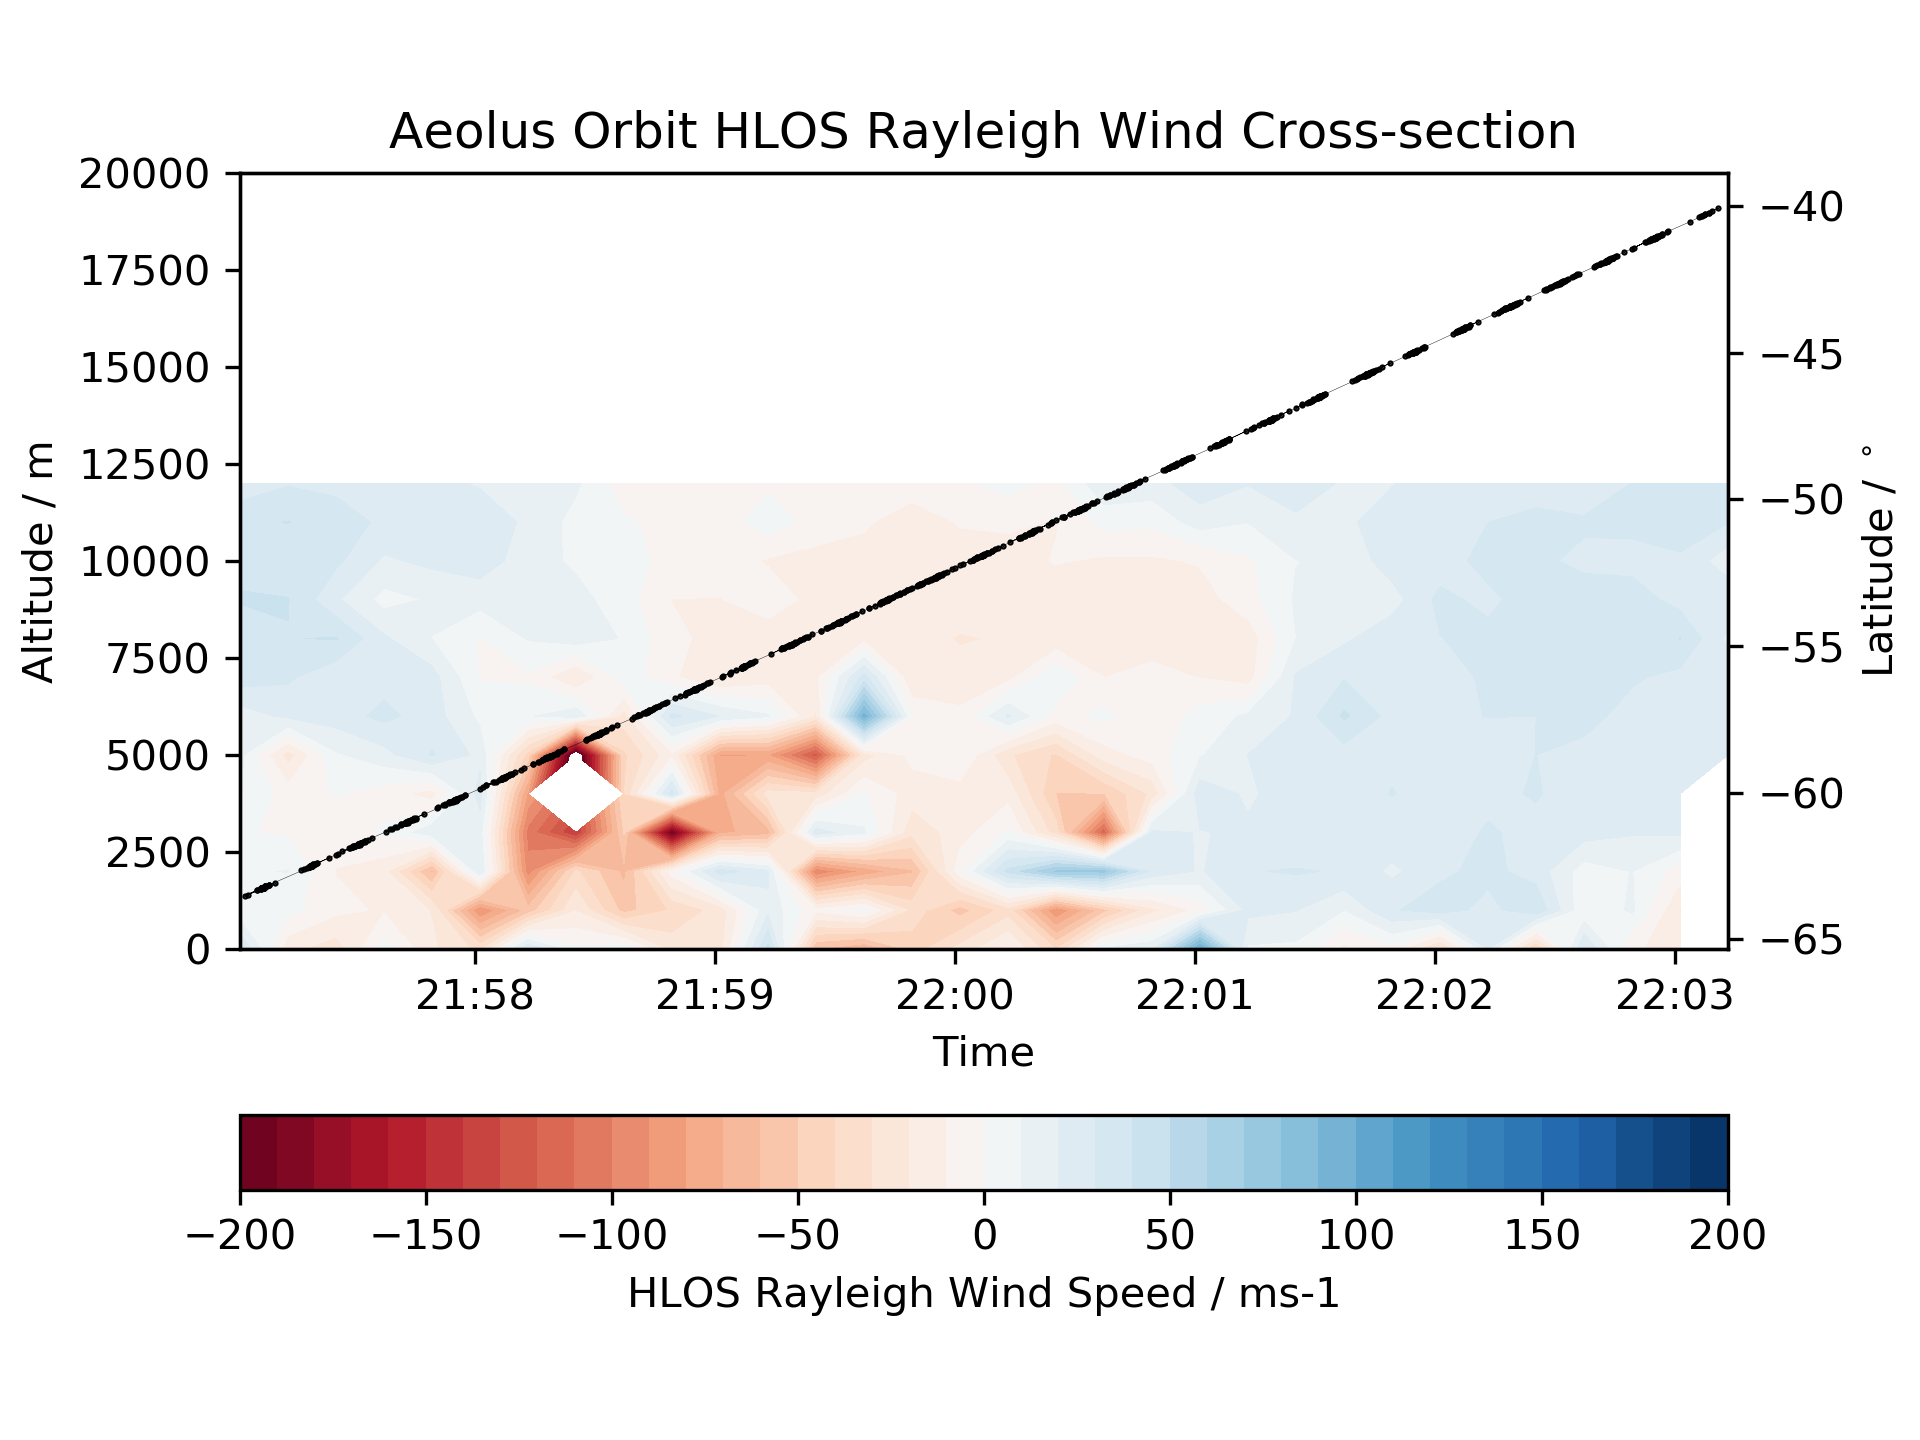 Aeolus Orbit HLOS Rayleigh Wind Cross-section
20000
17500
15000
12500
10000
7500
5000
2500
0
Altitude / m
−40
−45
−50
−55
−60
−65
Latitude / °
21:58 21:59 22:00 22:01 22:02 22:03
Time
−200 −150 −100 −50 0 50 100 150 200
HLOS Rayleigh Wind Speed / ms-1